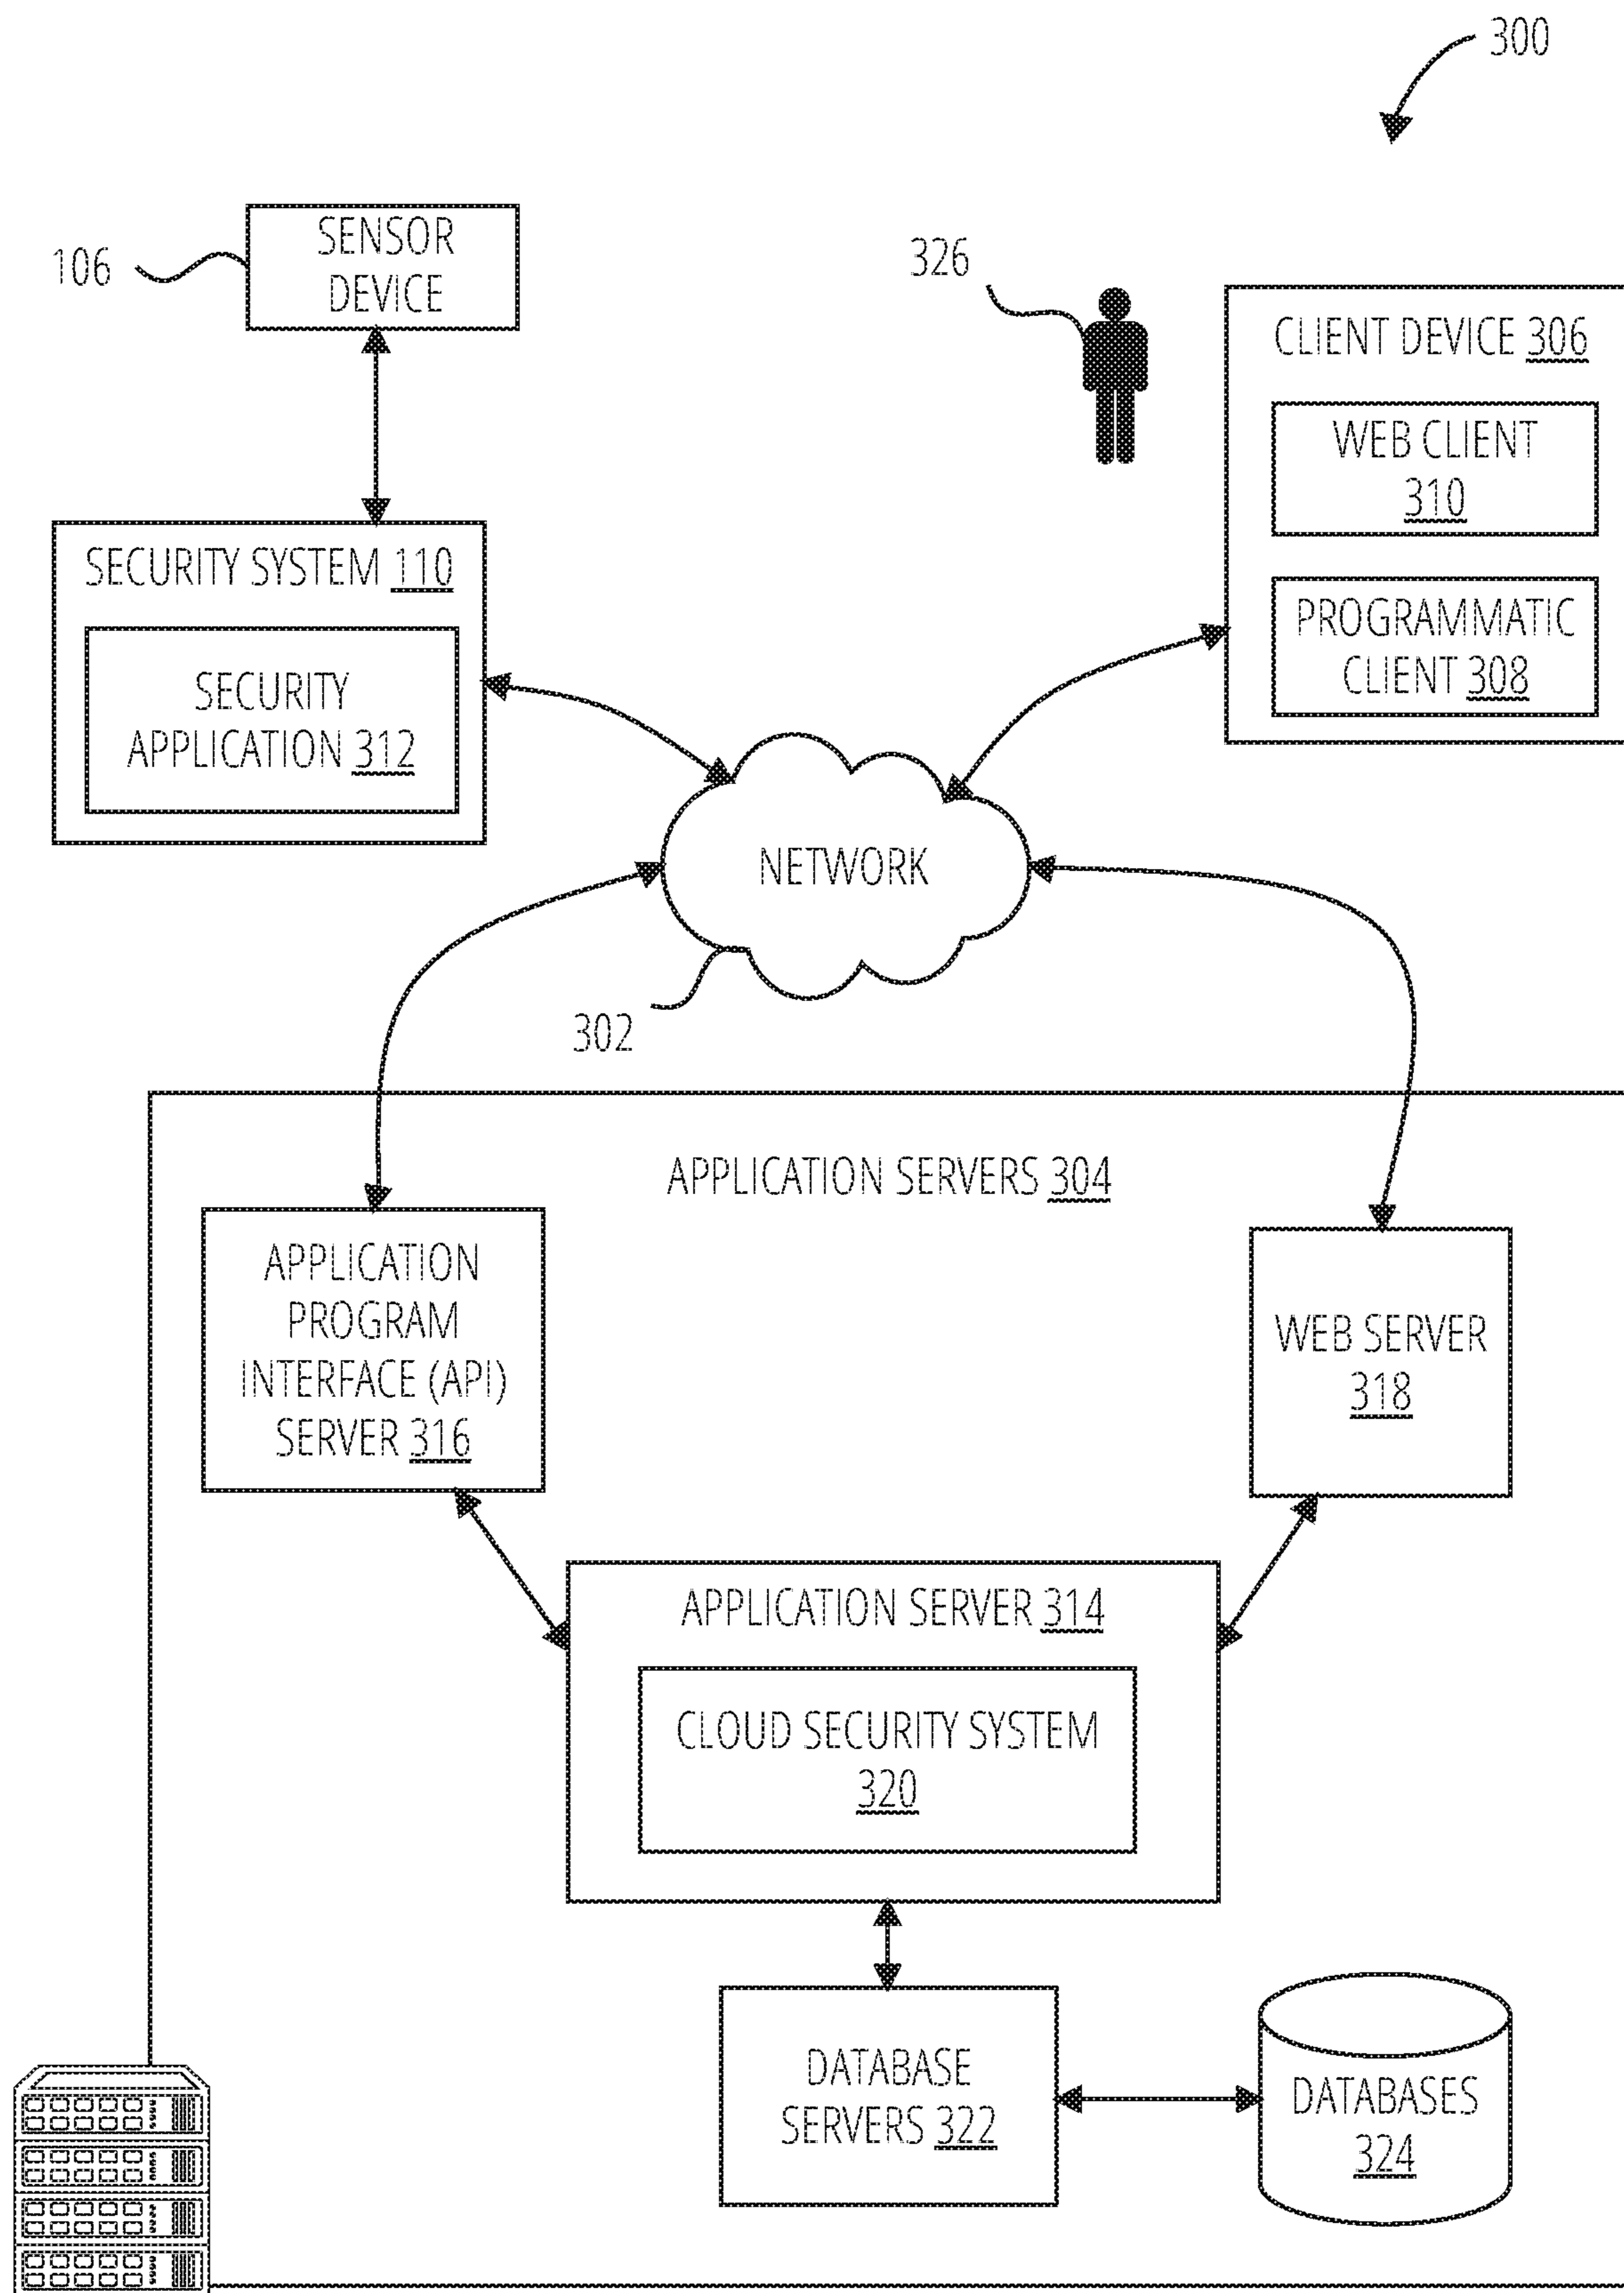 300
SENSOR
DEVICE
106
326
CLIENT DEVICE 306
WEB CLIENT
310
PROGRAMMATIC
CLIENT 308
SECURITY SYSTEM 110
SECURITY
APPLICATION 312
NETWORK
302
APPLICATION SERVERS 304
APPLICATION
PROGRAM
INTERFACE (API)
SERVER 316
WEB SERVER
318
APPLICATION SERVER 314
CLOUD SECURITY SYSTEM
320
DATABASE
SERVERS 322
DATABASES
324